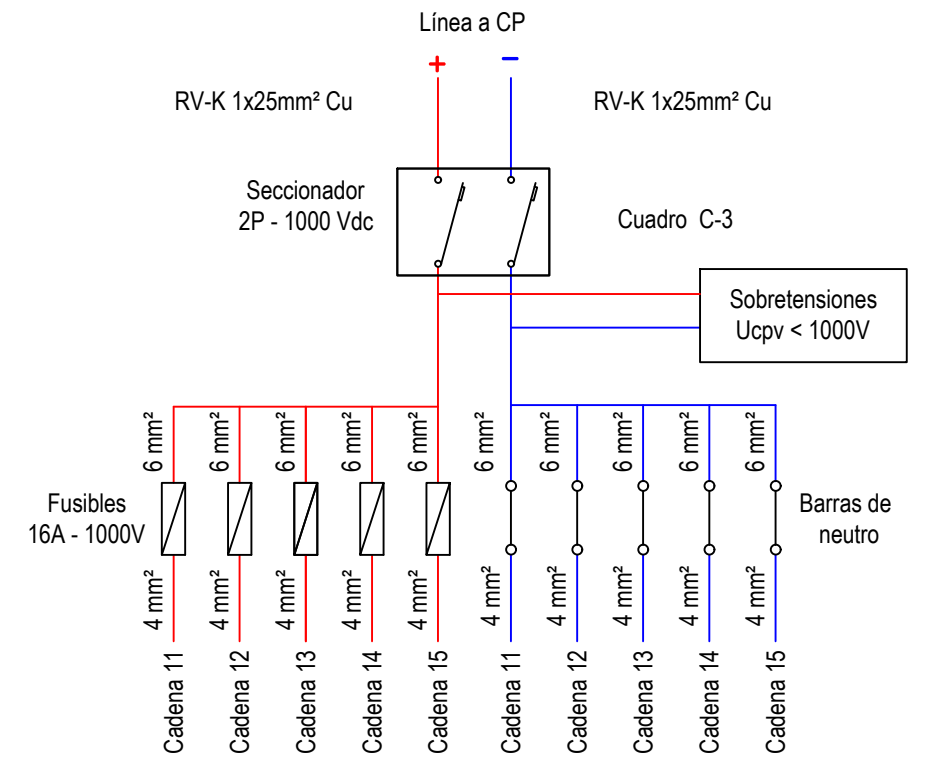 Línea a CP
+ −
RV-K 1x25mm² Cu
RV-K 1x25mm² Cu
Seccionador
2P - 1000 Vdc
Cuadro C-3
Sobretensiones
Ucpv < 1000V
6 mm²
6 mm²
6 mm²
6 mm²
6 mm²
6 mm²
6 mm²
6 mm²
6 mm²
6 mm²
Fusibles
16A - 1000V
Barras de
neutro
4 mm²
4 mm²
4 mm²
4 mm²
4 mm²
4 mm²
4 mm²
4 mm²
4 mm²
4 mm²
Cadena 11
Cadena 12
Cadena 13
Cadena 14
Cadena 15
Cadena 11
Cadena 12
Cadena 13
Cadena 14
Cadena 15